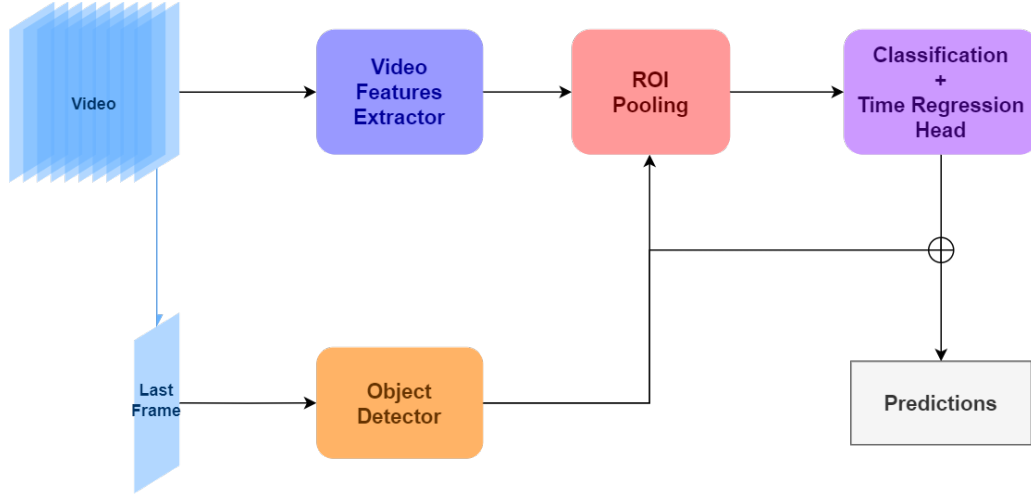 Video
Video
Features
Extractor
ROI
Pooling
Classification
+
Time Regression
Head
Last
Frame
Object
Detector
Predictions